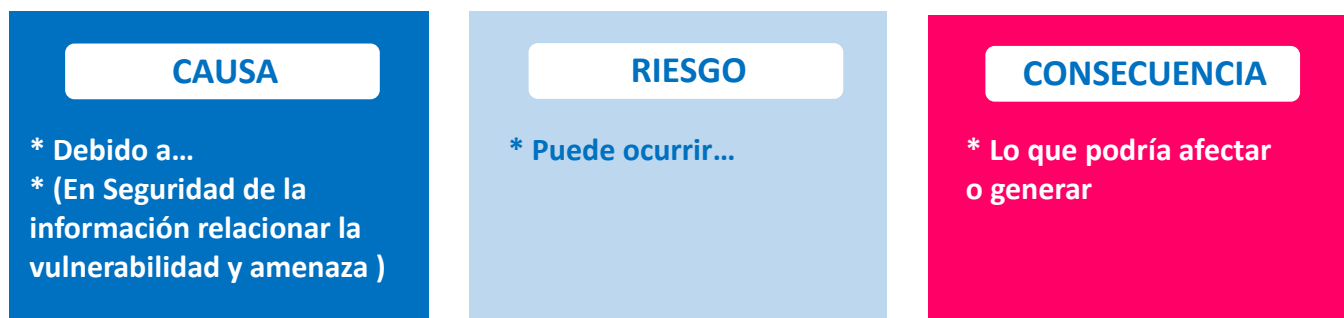 CAUSA
* Debido a...
* (En Seguridad de la
información relacionar la
vulnerabilidad y amenaza )
RIESGO
* Puede ocurrir...
CONSECUENCIA
* Lo que podría afectar
o generar